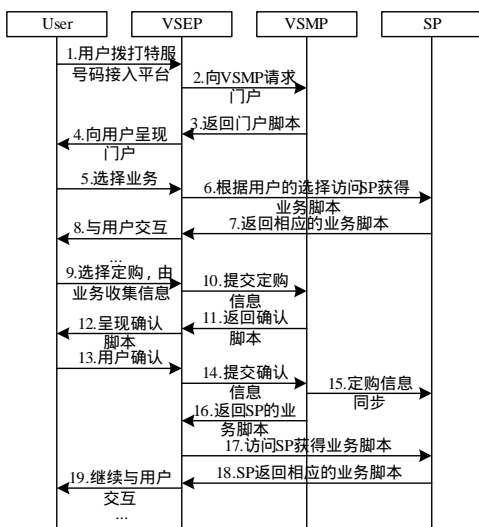 User VSEP VSMP SP
1.用户拨打特服
号码接入平台
2.向VSMP请求
门户
3.返回门户脚本
4.向用户呈现
门户
5.选择业务
6.根据用户的选择访问SP获得
业务脚本
7.返回相应的业务脚本
8.与用户交互
...
9.选择定购，由
业务收集信息
10.提交定购
信息
11.返回确认
脚本
12.呈现确认
脚本
13.用户确认
14.提交确认
信息
15.定购信息
同步
16.返回SP的业
务脚本
17.访问SP获得业务脚本
18.SP返回相应的业务脚本
19.继续与用户
交互
...